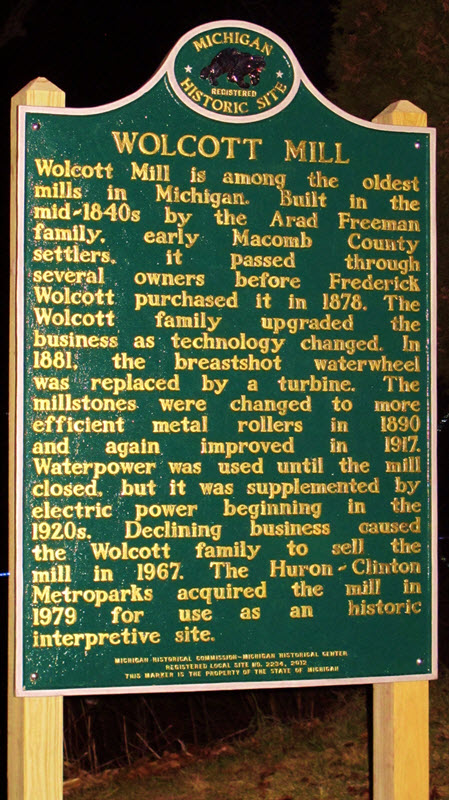 MICHIGAN
REGISTERED
HISTORIC SITE
WOLCOTT MILL
Wolcott Mill is among the oldest
mills in Michigan. Built in the
mid-1840s by the Arad Freeman
family, early Macomb County
settlers, it passed through
several owners before Frederick
Wolcott purchased it in 1878. The
Wolcott family upgraded the
business as technology changed. In
1881, the breastshot waterwheel
was replaced by a turbine. The
millstones were changed to more
efficient metal rollers in 1890
and again improved in 1917.
Waterpower was used until the mill
closed, but it was supplemented by
electric power beginning in the
1920s. Declining business caused
the Wolcott family to sell the
mill in 1967. The Huron-Clinton
Metroparks acquired the mill in
1979 for use as an historic
interpretive site.
MICHIGAN HISTORICAL COMMISSION-MICHIGAN HISTORICAL CENTER
REGISTERED LOCAL SITE NO. 2234, 2012
THIS MARKER IS THE PROPERTY OF THE STATE OF MICHIGAN